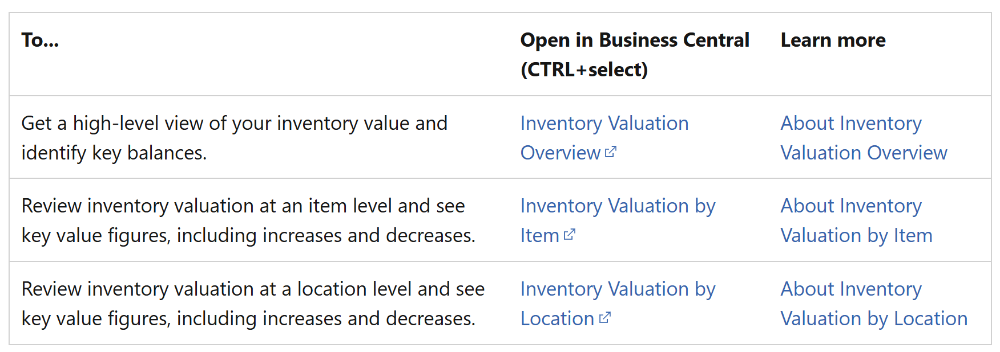 To...
Open in Business Central
(CTRL+select)
Learn more
Get a high-level view of your inventory value and
identify key balances.
Inventory Valuation
Overview
About Inventory
Valuation Overview
Review inventory valuation at an item level and see
key value figures, including increases and decreases.
Inventory Valuation by
Item
About Inventory
Valuation by Item
Review inventory valuation at a location level and see
key value figures, including increases and decreases.
Inventory Valuation by
Location
About Inventory
Valuation by Location